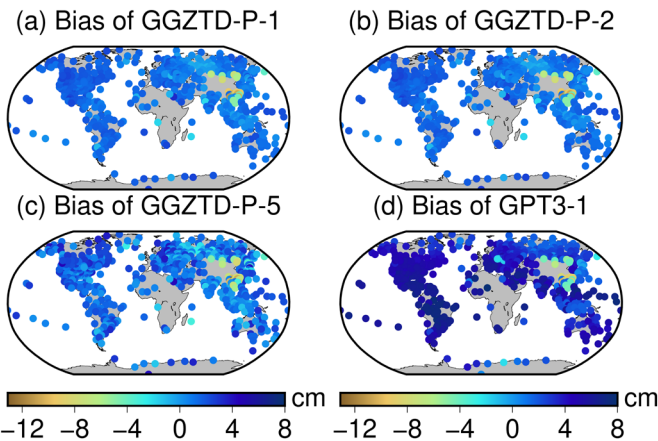 (a) Bias of GGZTD-P-1
(b) Bias of GGZTD-P-2
(c) Bias of GGZTD-P-5
(d) Bias of GPT3-1
cm
−12 −8 −4 0 4 8
cm
−12 −8 −4 0 4 8